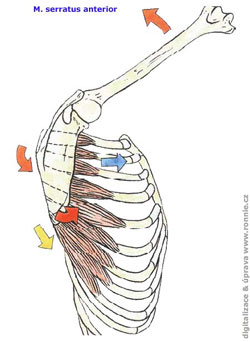 M. serratus anterior
digitalizace & úprava www.ronnie.cz